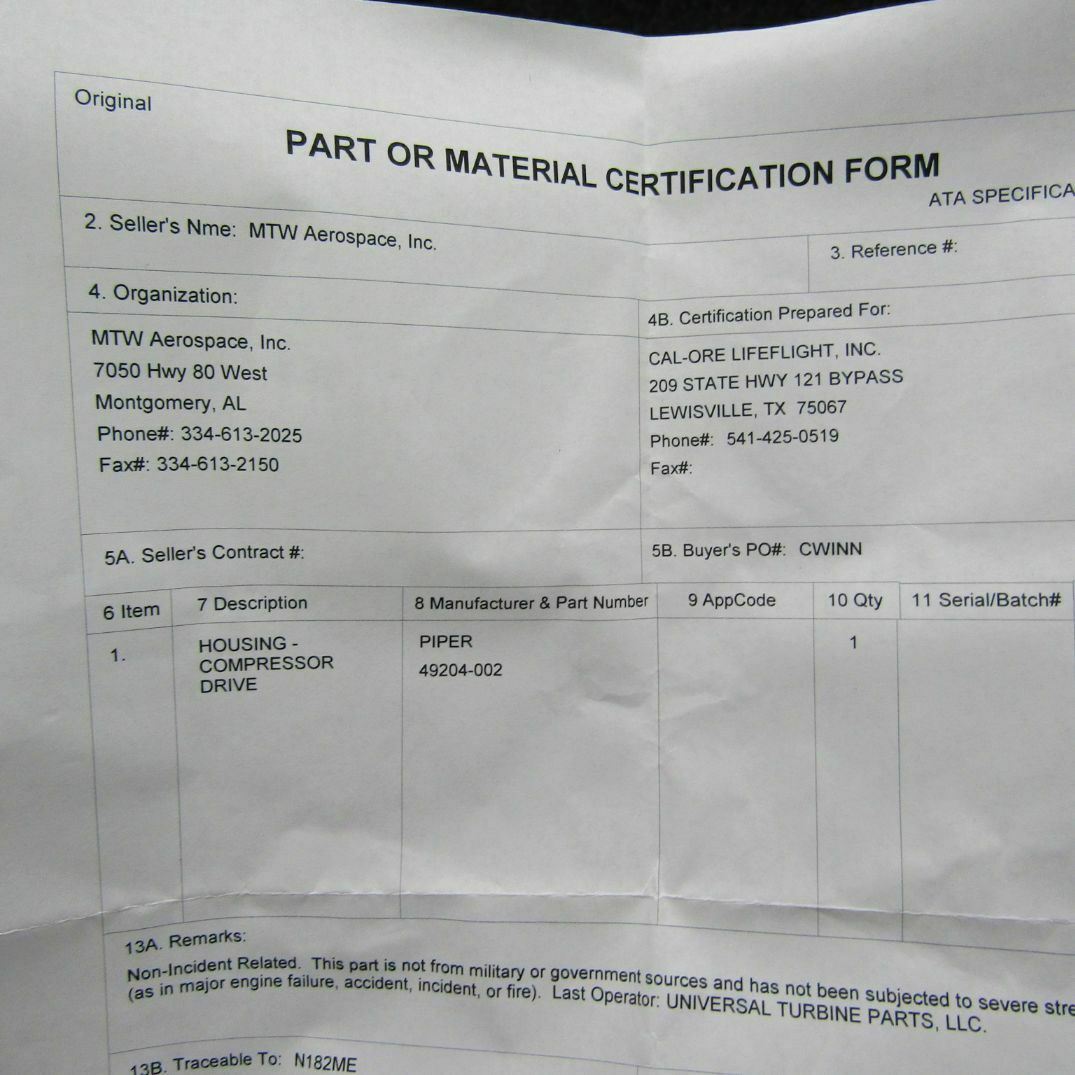 Original
PART OR MATERIAL CERTIFICATION FORM
ATA SPECIFICA
2. Seller's Nme: MTW Aerospace, Inc.
3. Reference #:
4. Organization:
MTW Aerospace, Inc.
7050 Hwy 80 West
Montgomery, AL
Phone#: 334-613-2025
Fax#: 334-613-2150
4B. Certification Prepared For:
CAL-ORE LIFEFLIGHT, INC.
209 STATE HWY 121 BYPASS
LEWISVILLE, TX 75067
Phone#: 541-425-0519
Fax#:
5A. Seller's Contract #:
5B. Buyer's PO#: CWINN
6 Item 7 Description 8 Manufacturer & Part Number 9 AppCode 10 Qty 11 Serial/Batch#
1. HOUSING - PIPER 1
COMPRESSOR 49204-002
DRIVE
13A. Remarks:
Non-Incident Related. This part is not from military or government sources and has not been subjected to severe stre
(as in major engine failure, accident, incident, or fire). Last Operator: UNIVERSAL TURBINE PARTS, LLC.
13B. Traceable To: N182ME